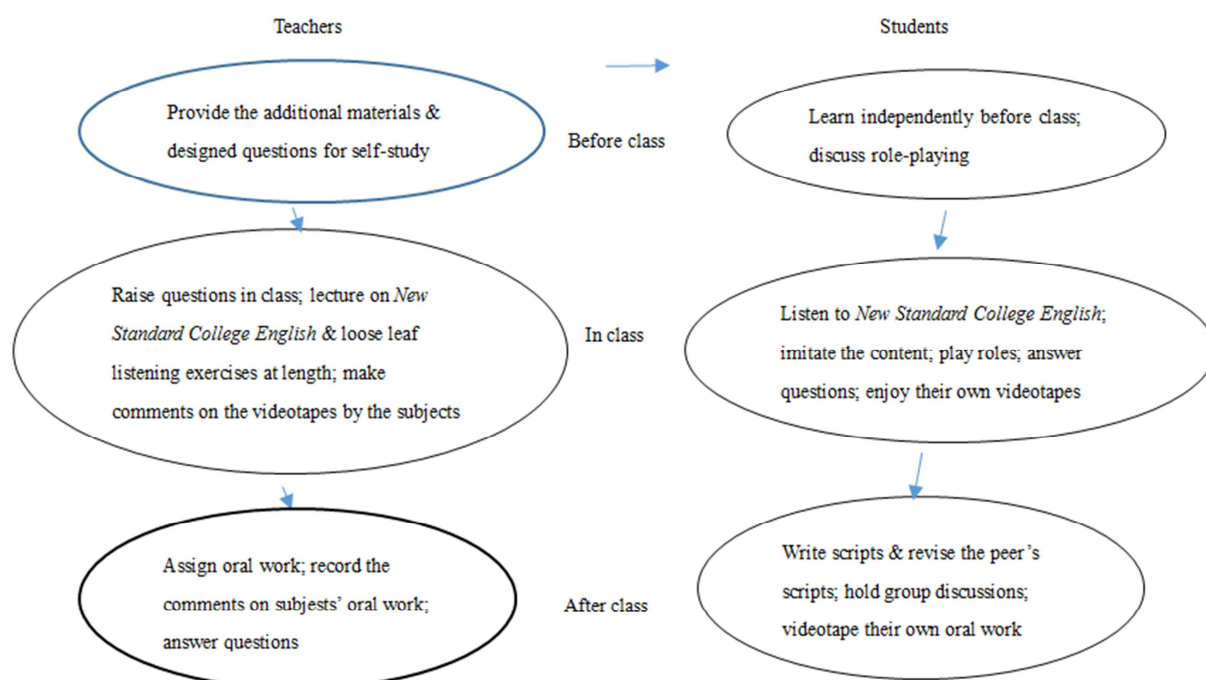 Teachers
Students
Provide the additional materials &
designed questions for self-study
Before class
Learn independently before class;
discuss role-playing
Raise questions in class; lecture on New
Standard College English & loose leaf
listening exercises at length; make
comments on the videotapes by the subjects
In class
Listen to New Standard College English;
imitate the content; play roles; answer
questions; enjoy their own videotapes
Assign oral work; record the
comments on subjects' oral work;
answer questions
After class
Write scripts & revise the peer's
scripts; hold group discussions;
videotape their own oral work